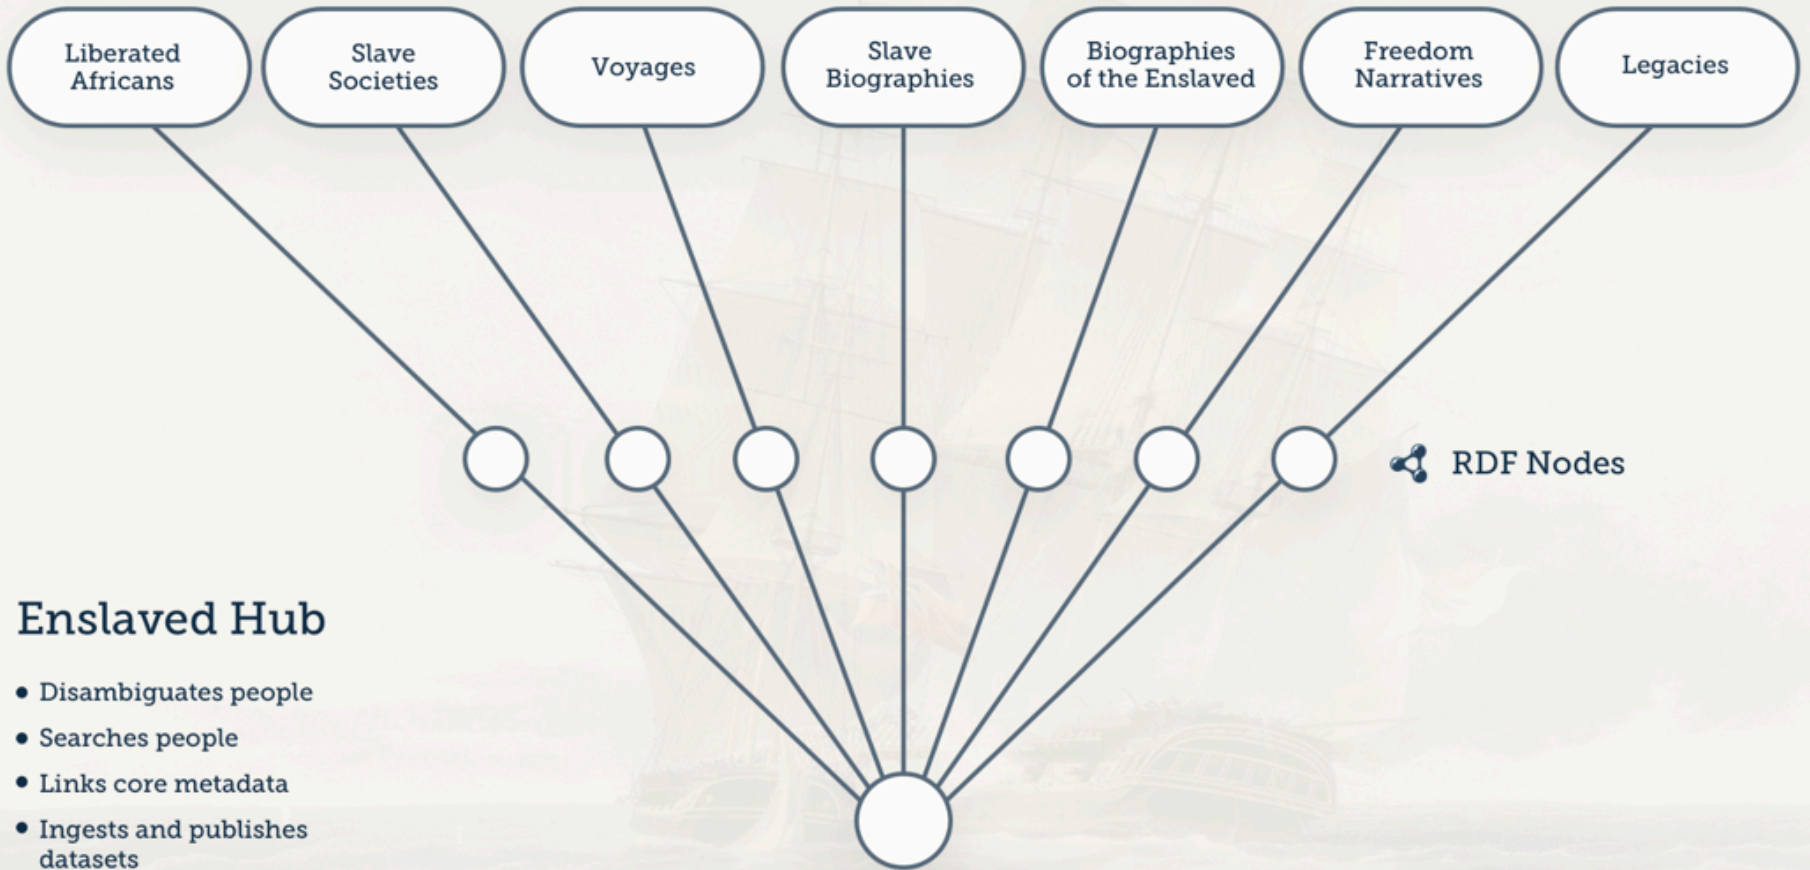 Liberated
Africans
Slave
Societies
Voyages
Slave
Biographies
Biographies
of the Enslaved
Freedom
Narratives
Legacies
RDF Nodes
Enslaved Hub
• Disambiguates people
• Searches people
• Links core metadata
• Ingests and publishes
datasets